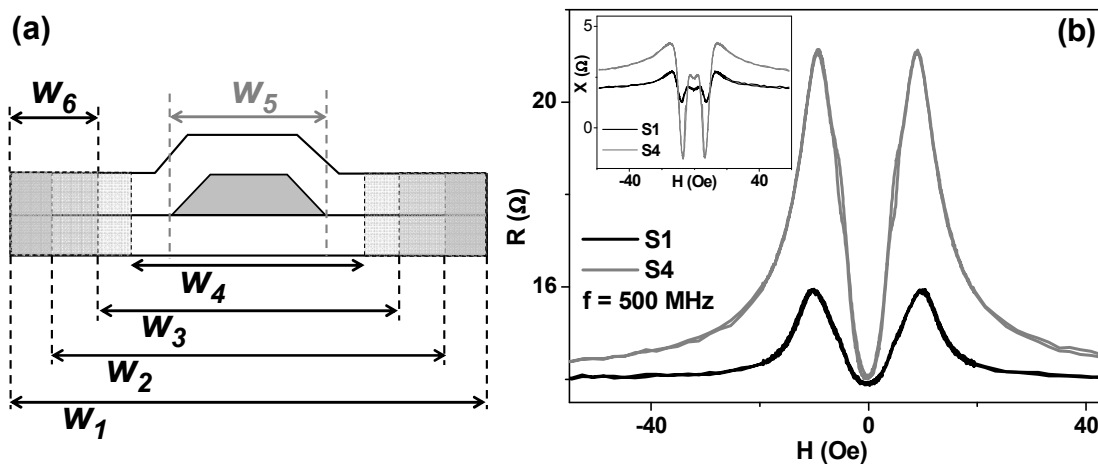 (a)
w6
w5
w4
w3
w2
w1
(b)
5
0
X (Ω)
S1
S4
-40
40
H (Oe)
20
16
R (Ω)
S1
S4
f = 500 MHz
-40
0
40
H (Oe)